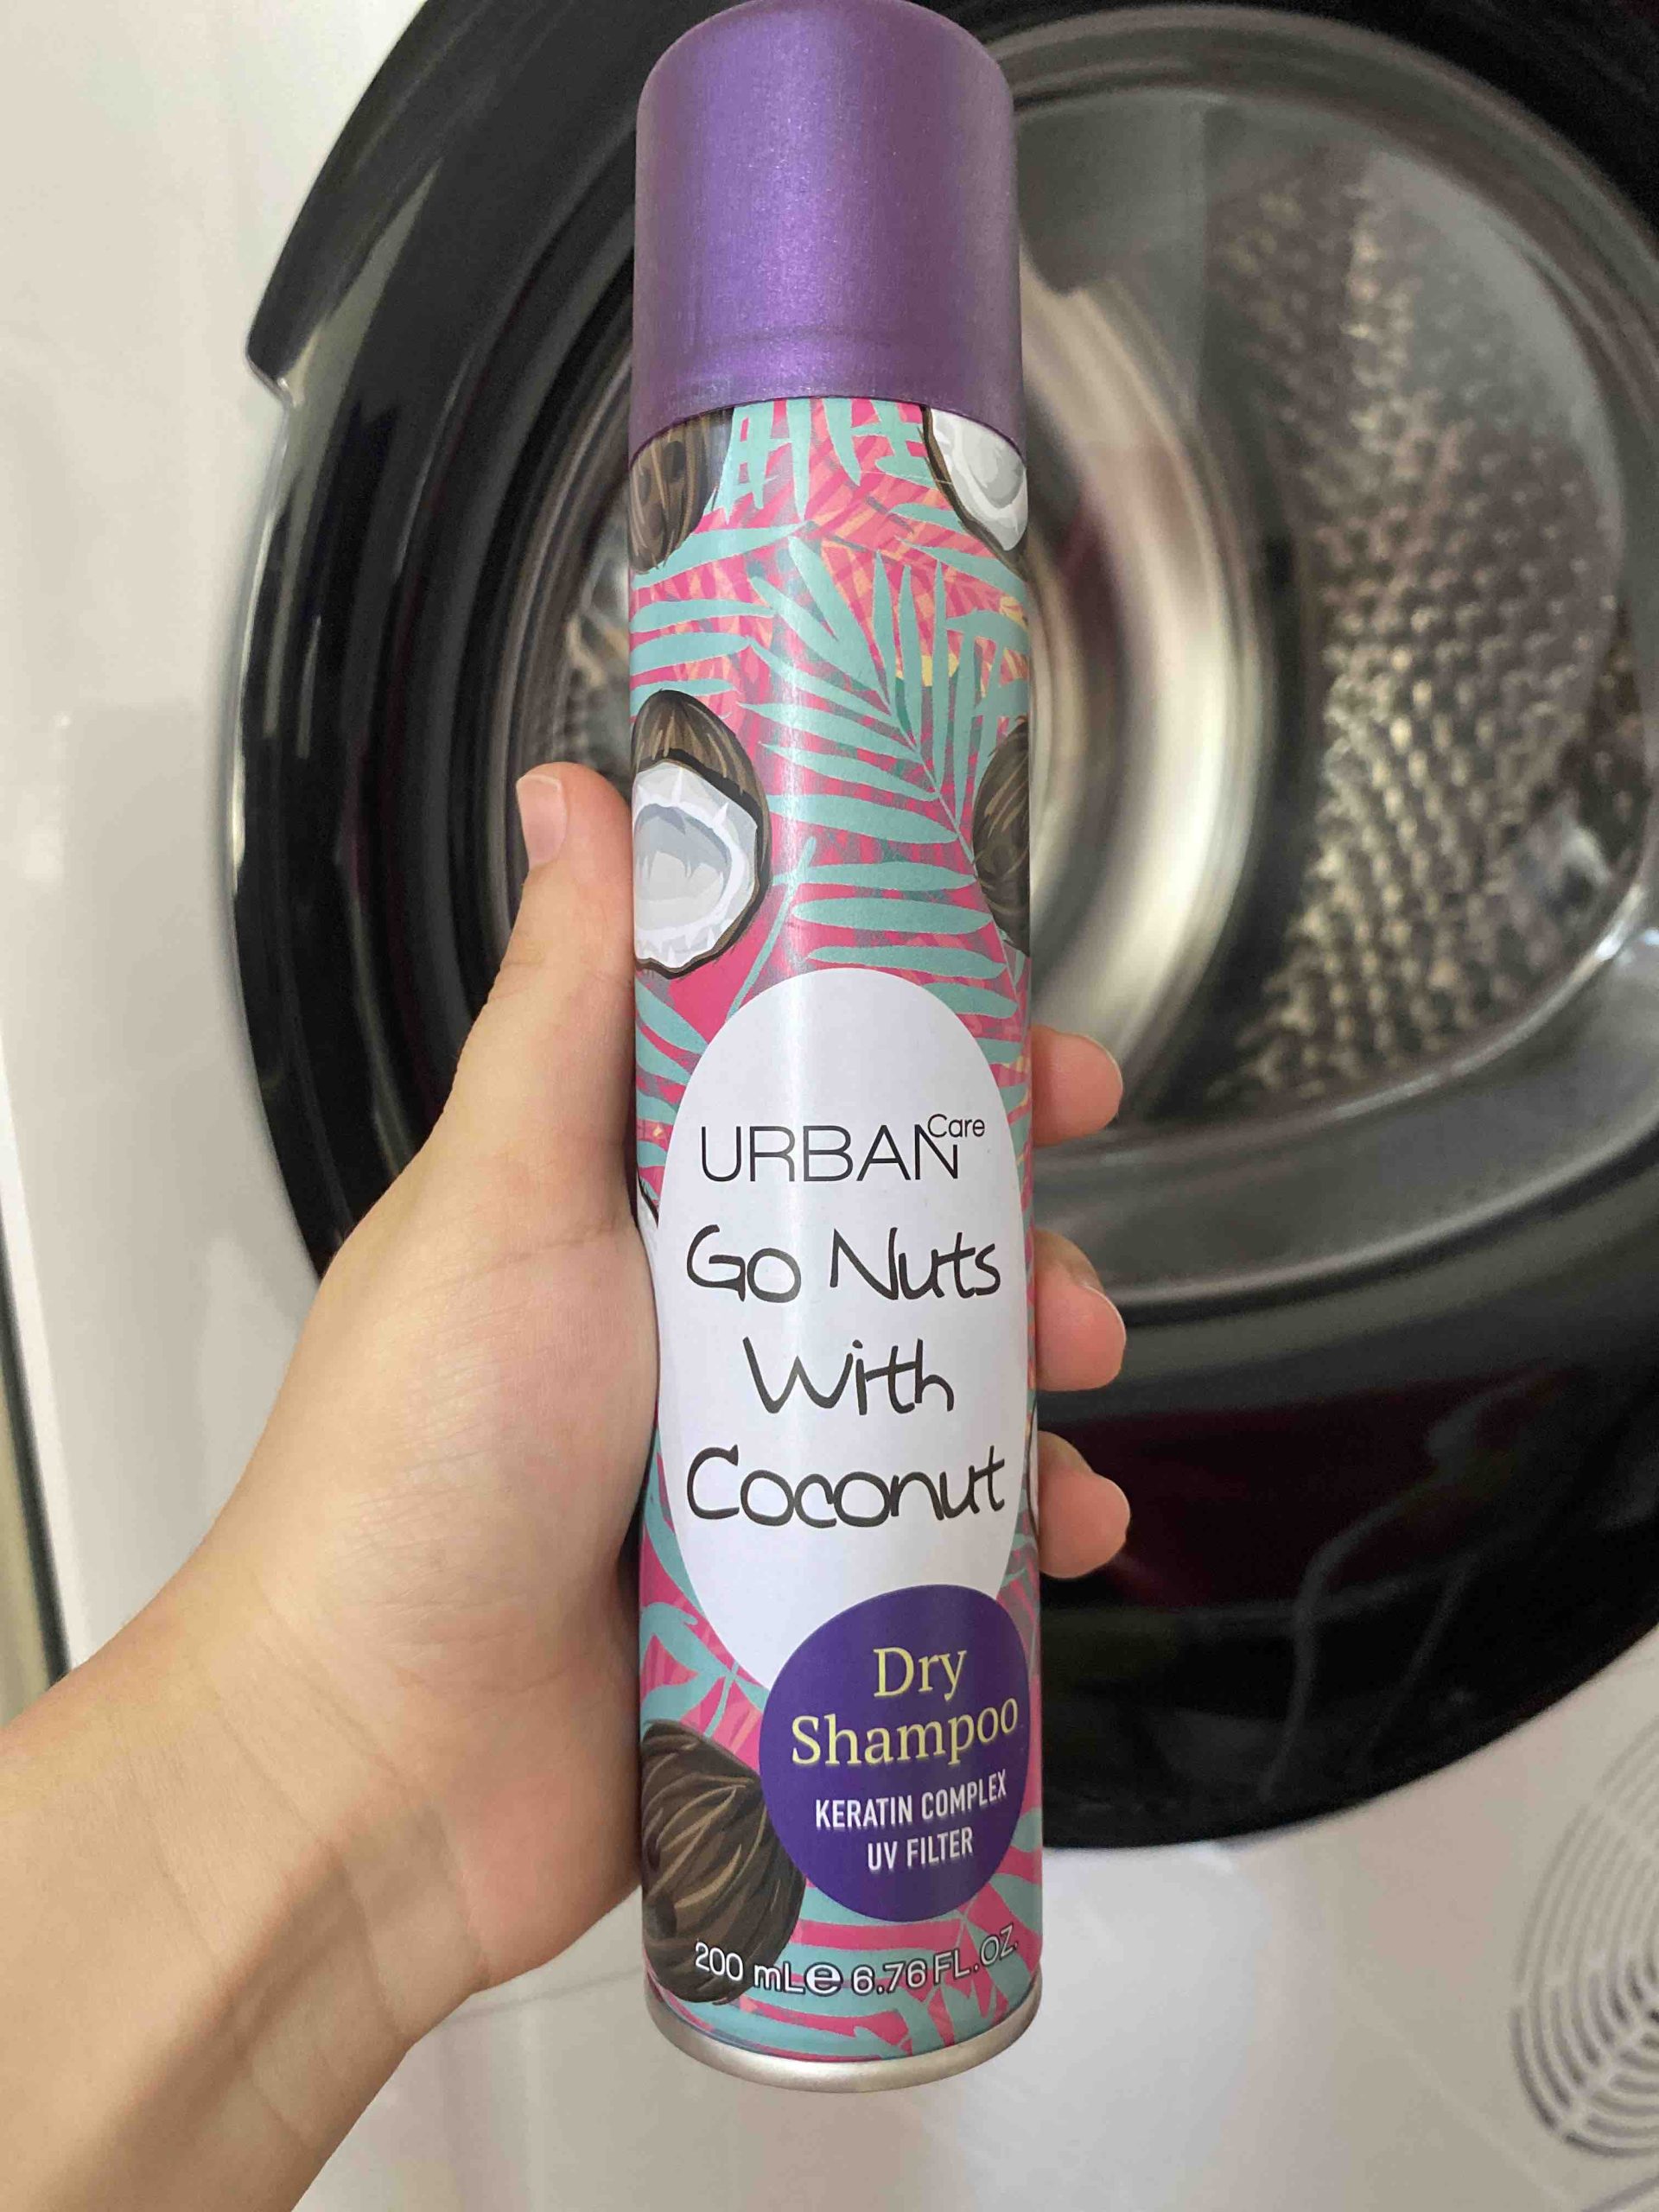 URBAN Care
Go Nuts
With
Coconut
Dry
Shampoo
KERATIN COMPLEX
UV FILTER
200 mL e 6.76 FL.OZ.